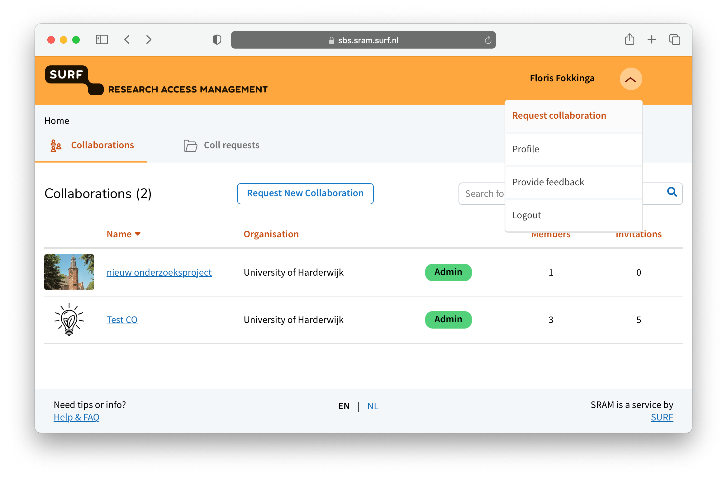 sbs.sram.surf.nl
SURF
RESEARCH ACCESS MANAGEMENT
Floris Fokkinga
Request collaboration
Profile
Provide feedback
Logout
Home
Collaborations
Coll requests
Collaborations (2)
Request New Collaboration
Search fo
Name
Organisation
Members
Invitations
nieuw onderzoeksproject
University of Harderwijk
Admin
1
0
Test CO
University of Harderwijk
Admin
3
5
Need tips or info?
Help & FAQ
EN | NL
SRAM is a service by
SURF